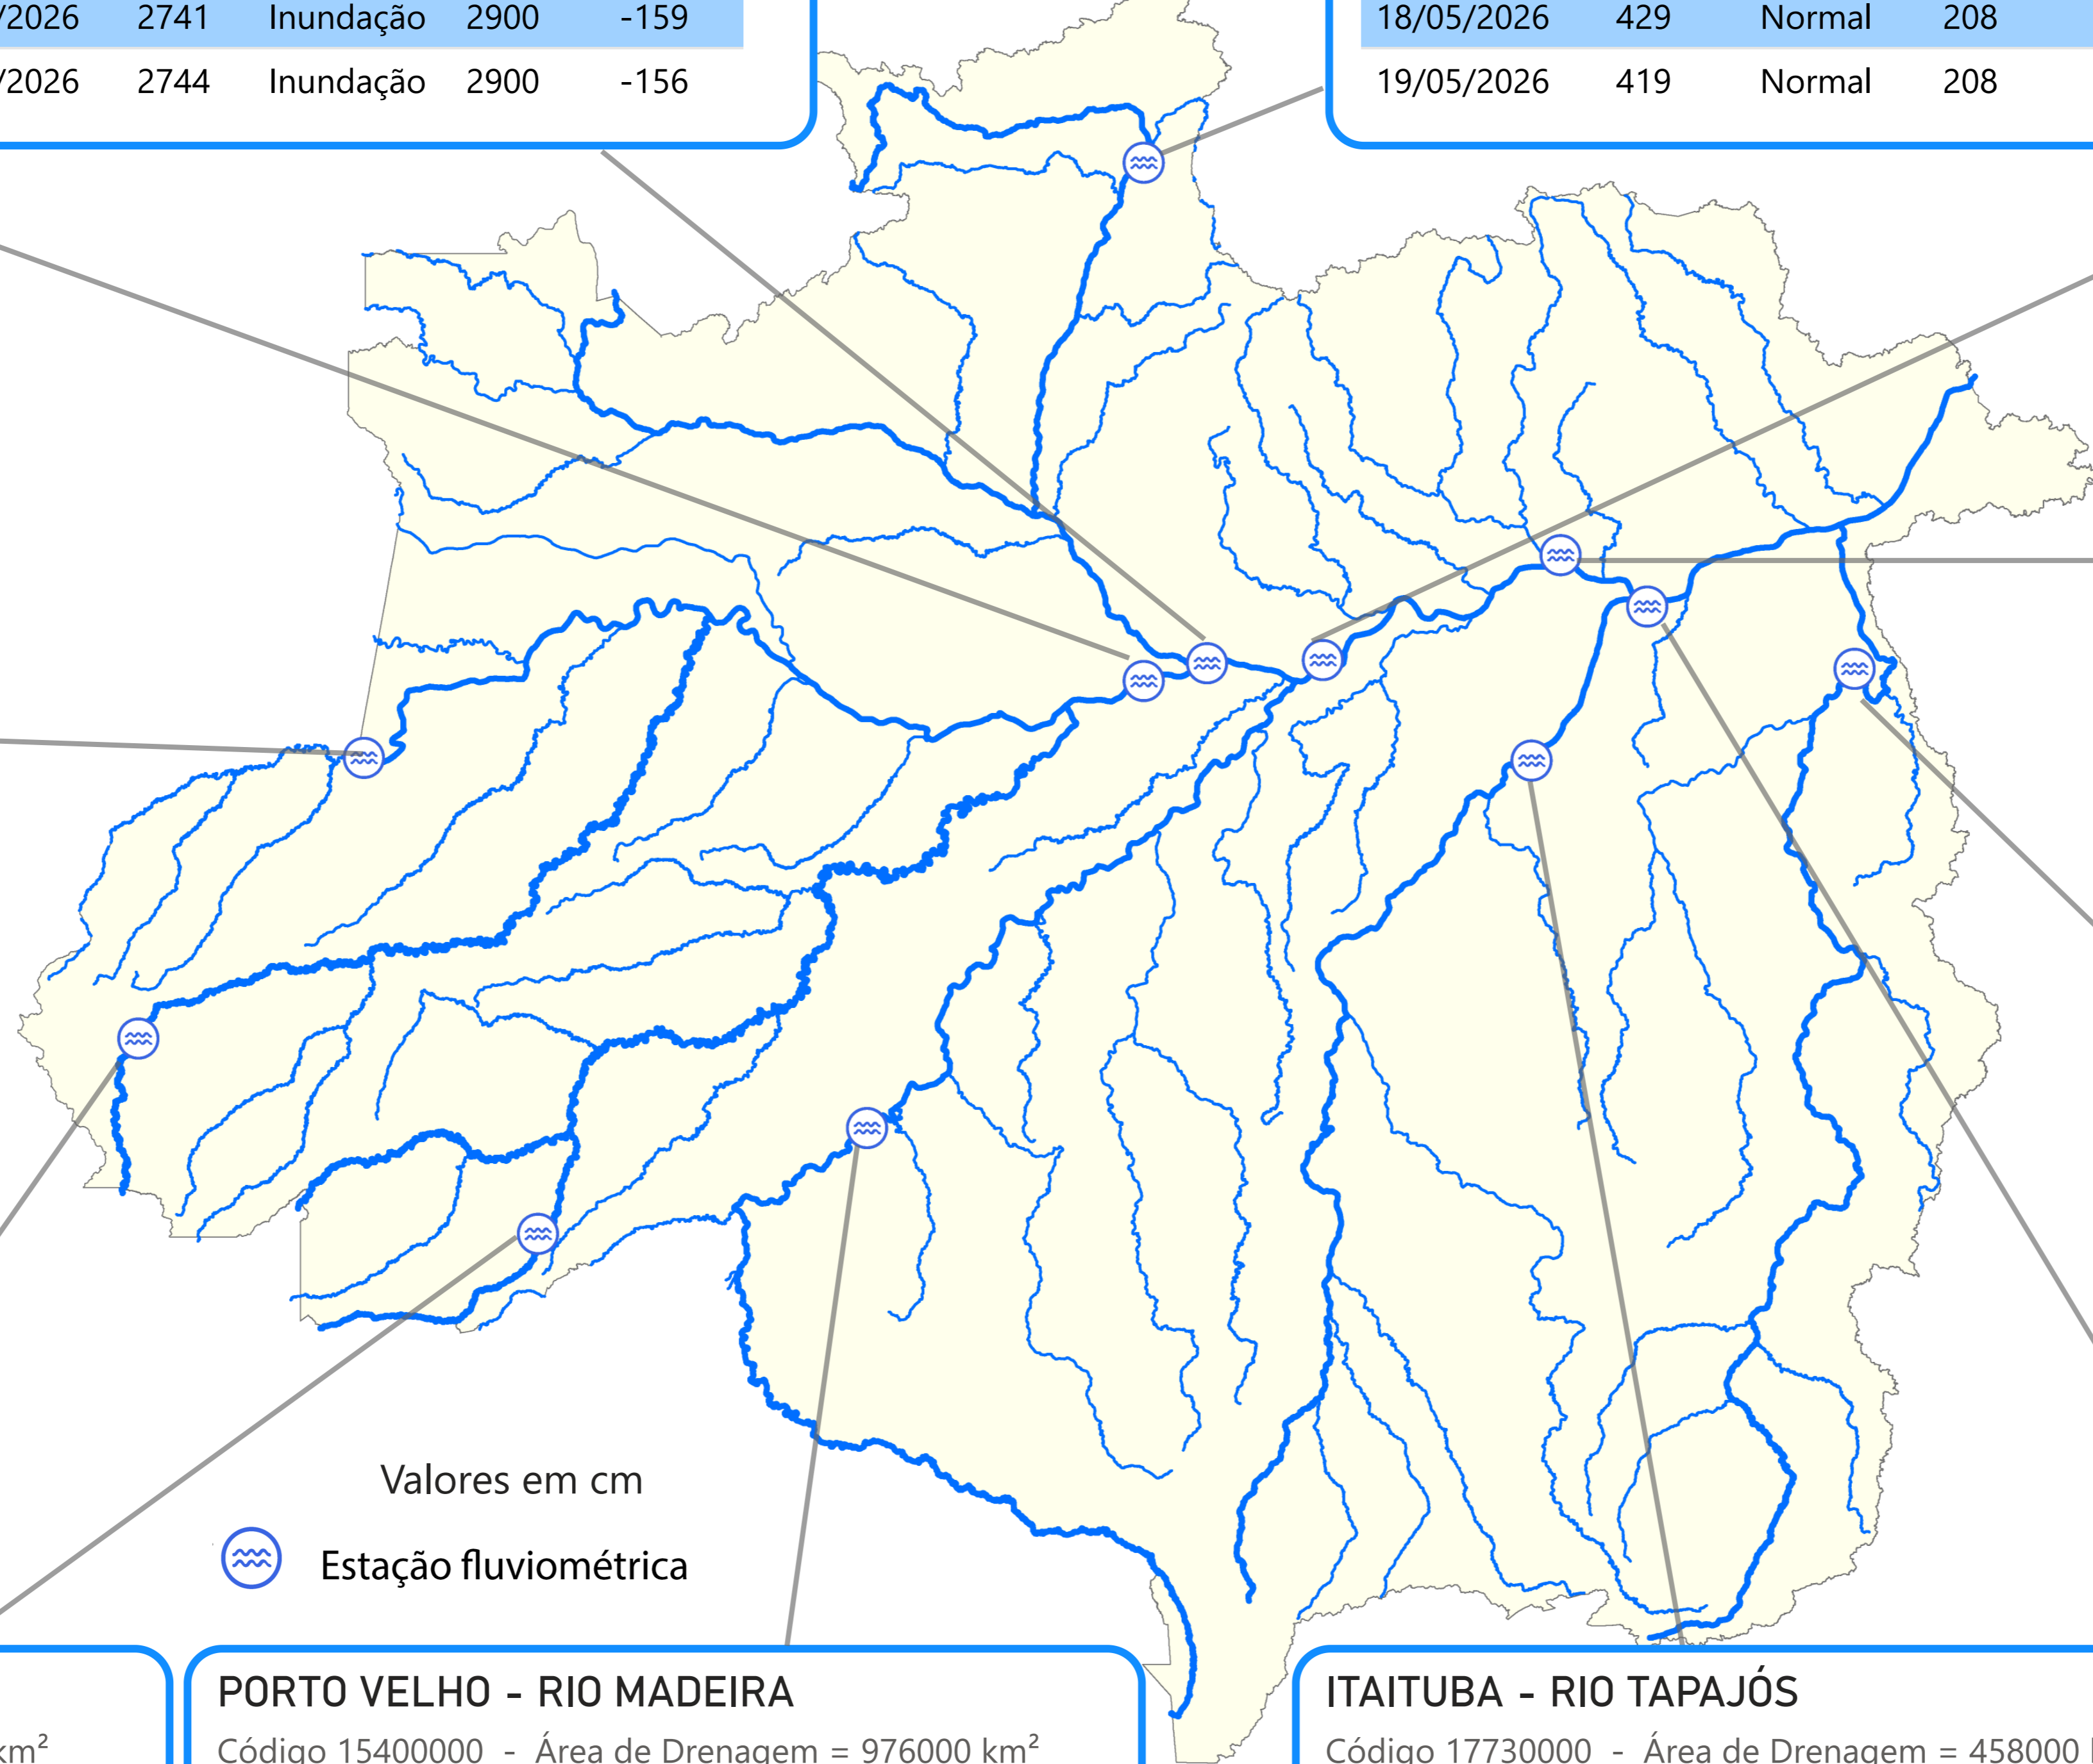 /2026 2741 Inundação 2900 -159
/2026 2744 Inundação 2900 -156
18/05/2026 429 Normal 208
19/05/2026 419 Normal 208
Valores em cm
Estação fluviométrica
km²
PORTO VELHO - RIO MADEIRA
Código 15400000 - Área de Drenagem = 976000 km²
ITAITUBA - RIO TAPAJÓS
Código 17730000 - Área de Drenagem = 458000